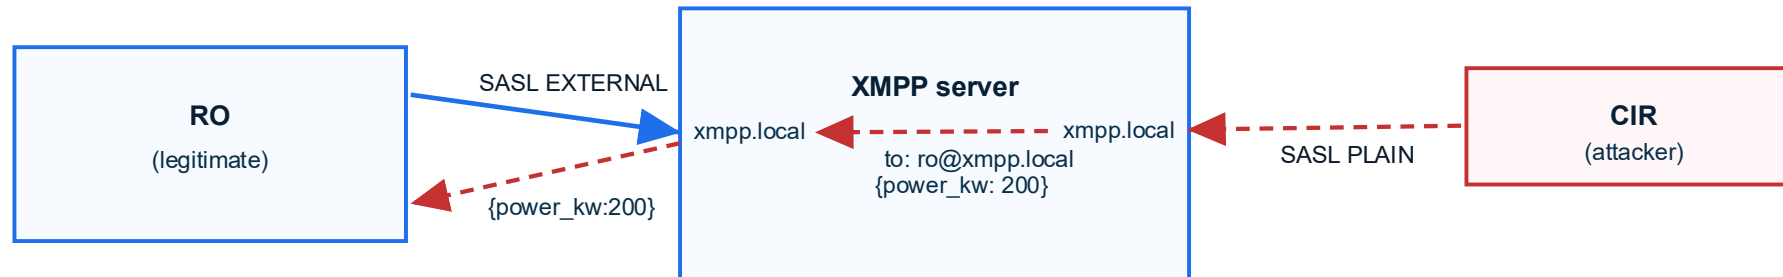 RO
(legitimate)
SASL EXTERNAL
{power_kw:200}
XMPP server
xmpp.local
xmpp.local
to: ro@xmpp.local
{power_kw: 200}
SASL PLAIN
CIR
(attacker)